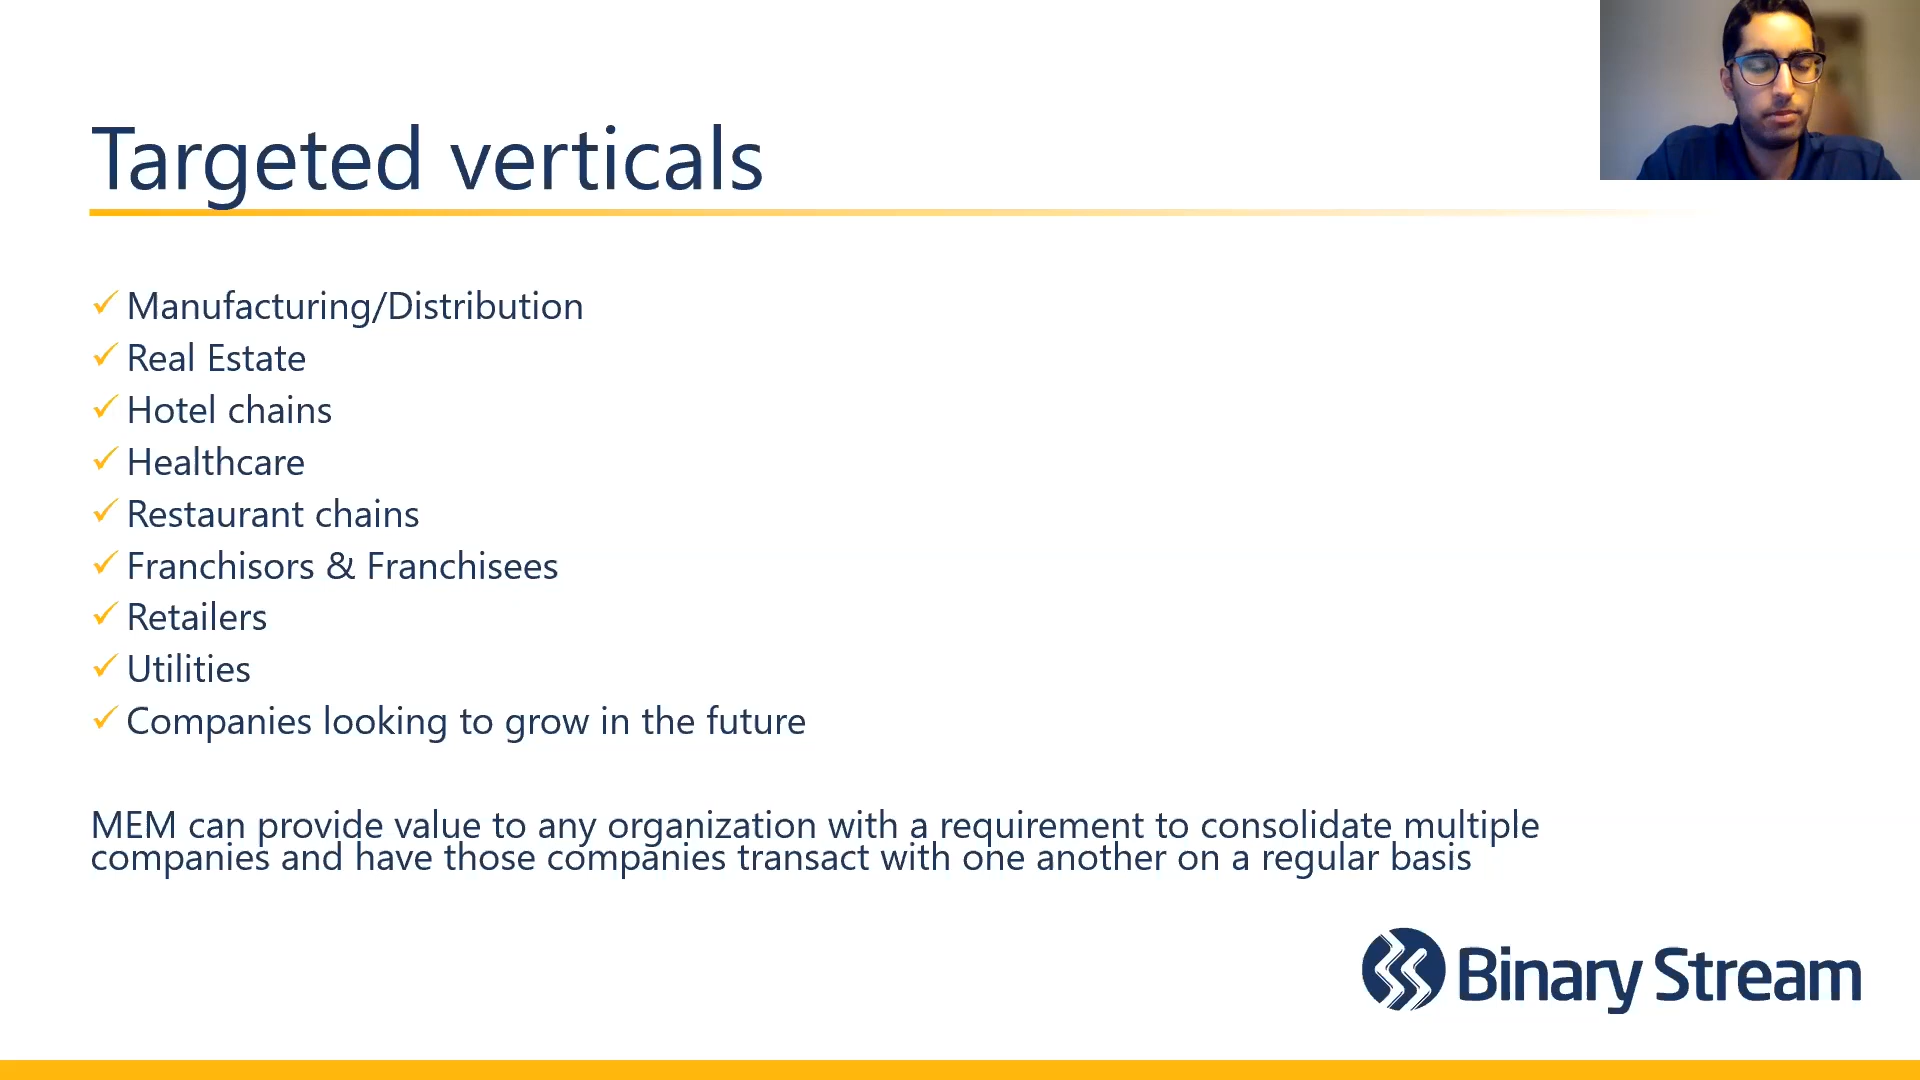 Targeted verticals
Manufacturing/Distribution
Real Estate
Hotel chains
Healthcare
Restaurant chains
Franchisors & Franchisees
Retailers
Utilities
Companies looking to grow in the future
MEM can provide value to any organization with a requirement to consolidate multiple
companies and have those companies transact with one another on a regular basis
Binary Stream